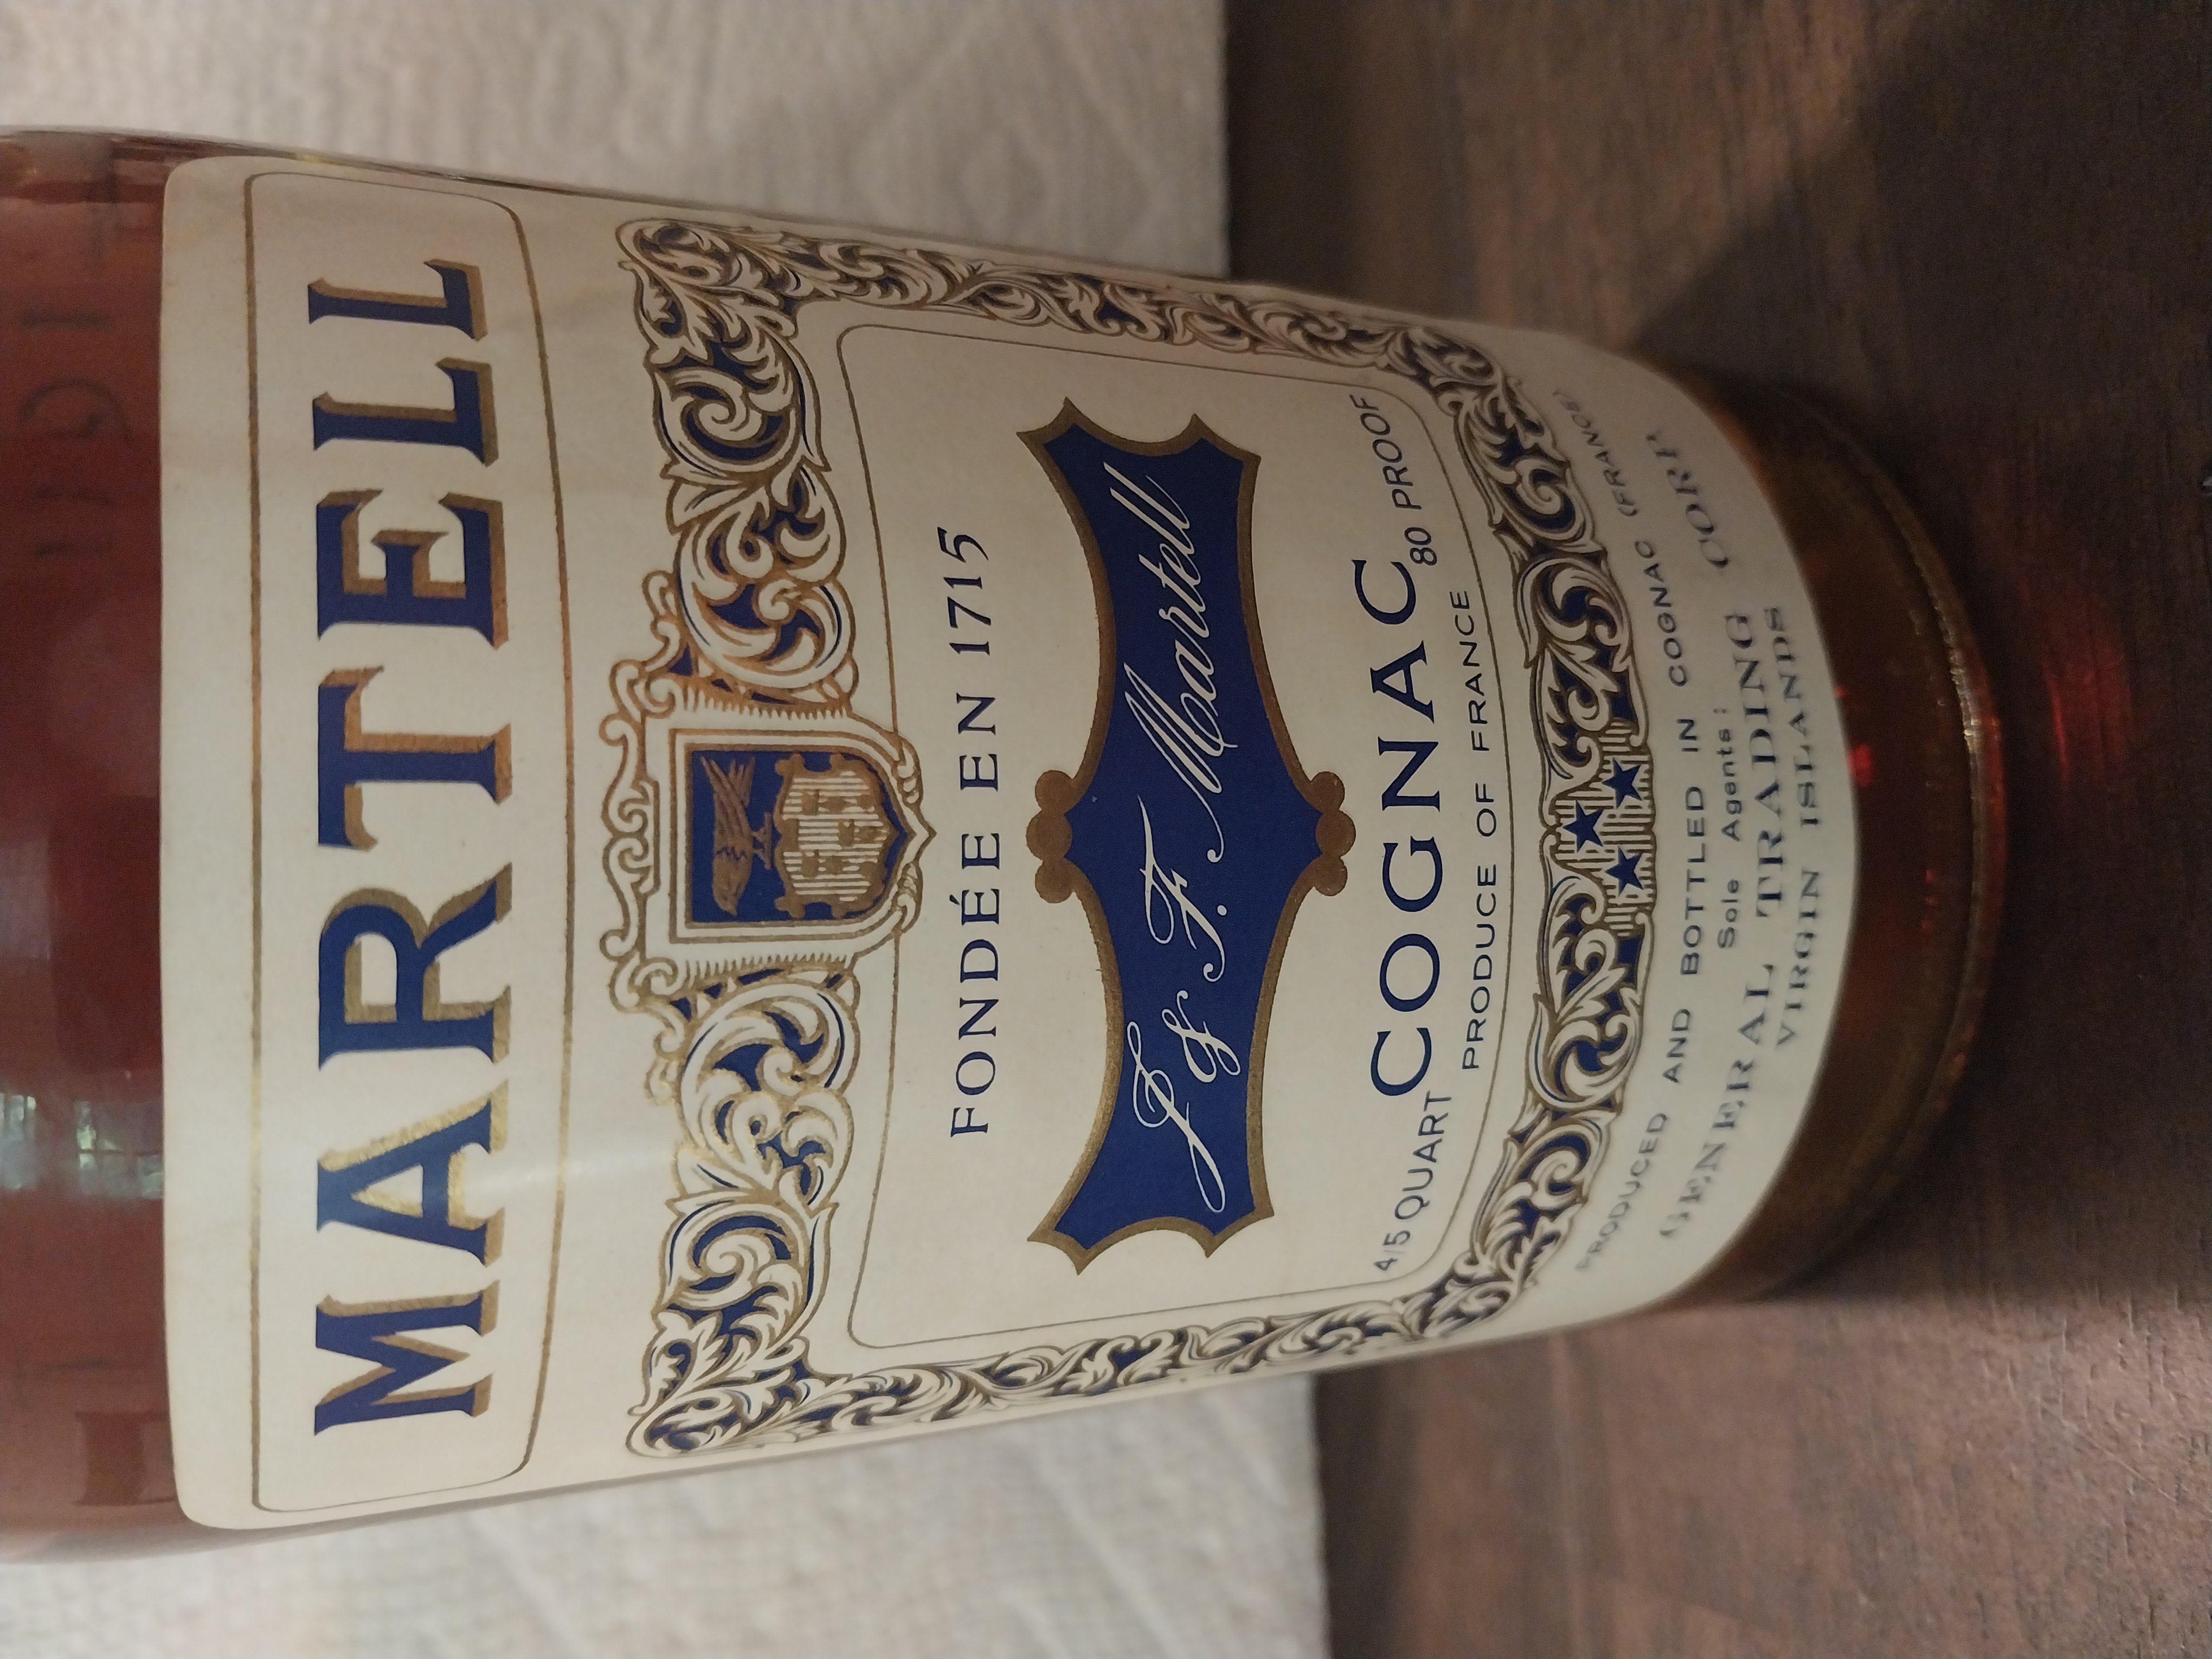 MARTELL
FONDÉE EN 1715
J & F. Martell
COGNAC
4/5 QUART 80 PROOF
PRODUCE OF FRANCE
PRODUCED AND BOTTLED IN COGNAC (FRANCE)
Sole Agents:
GENERAL TRADING CORP.
VIRGIN ISLANDS